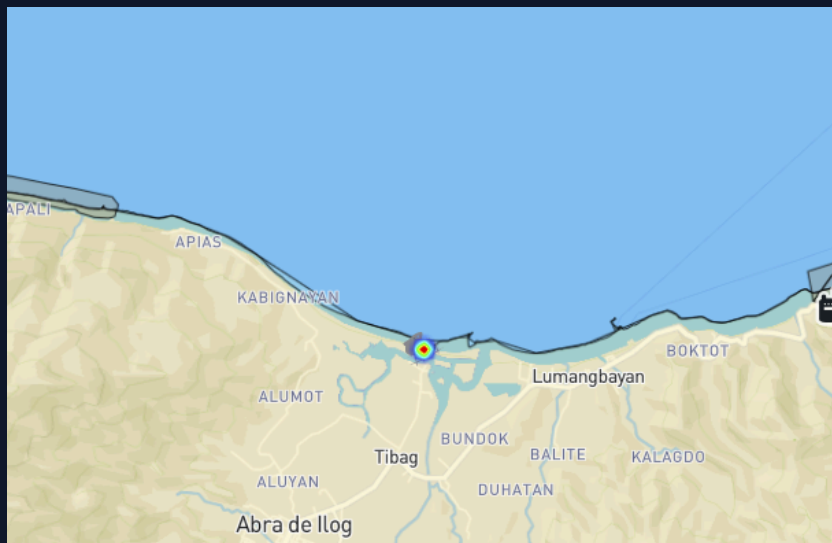 APALI
APIAS
KABIGNAYAN
BOKTOT
Lumangbayan
ALUMOT
BUNDOK
Tibag
BALITE
KALAGDO
ALUYAN
DUHATAN
Abra de Ilog